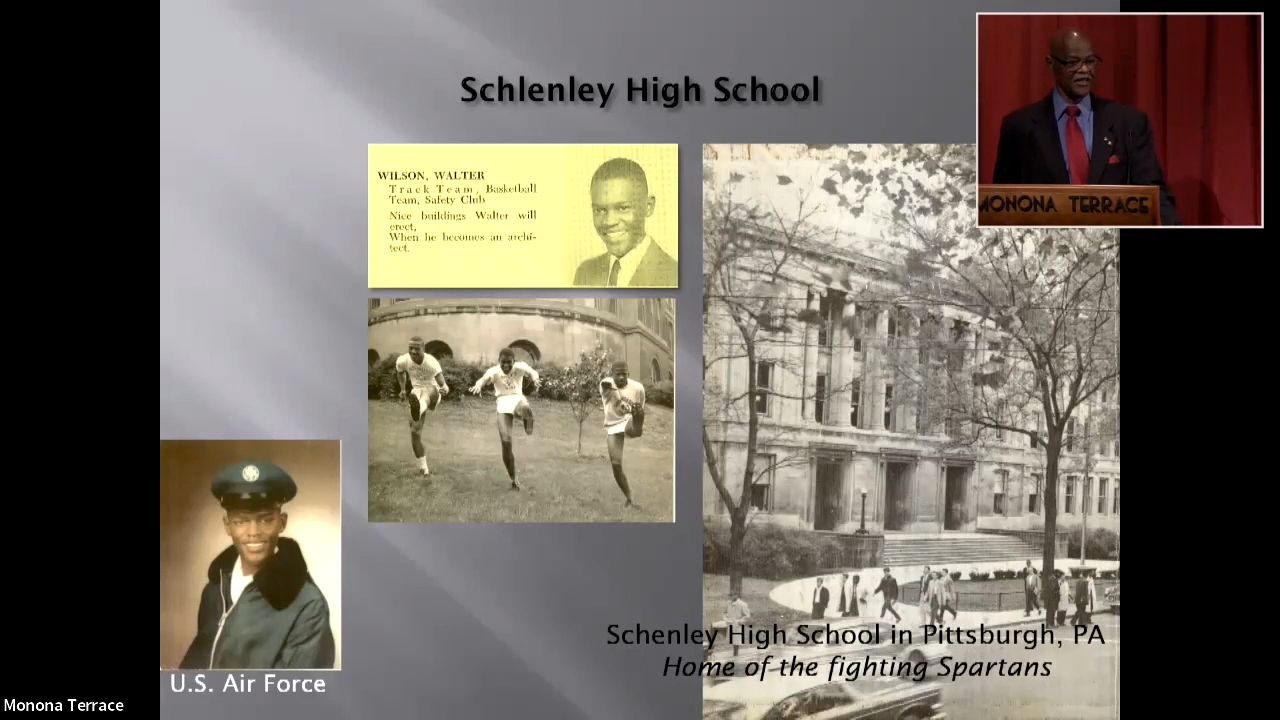 Schlenley High School
WILSON, WALTER
Track Team, Basketball
Team, Safety Club
Nice buildings Walter will
erect,
When he becomes an archi-
tect.
MONONA TERRACE
Schenley High School in Pittsburgh, PA
Home of the fighting Spartans
U.S. Air Force
Monona Terrace